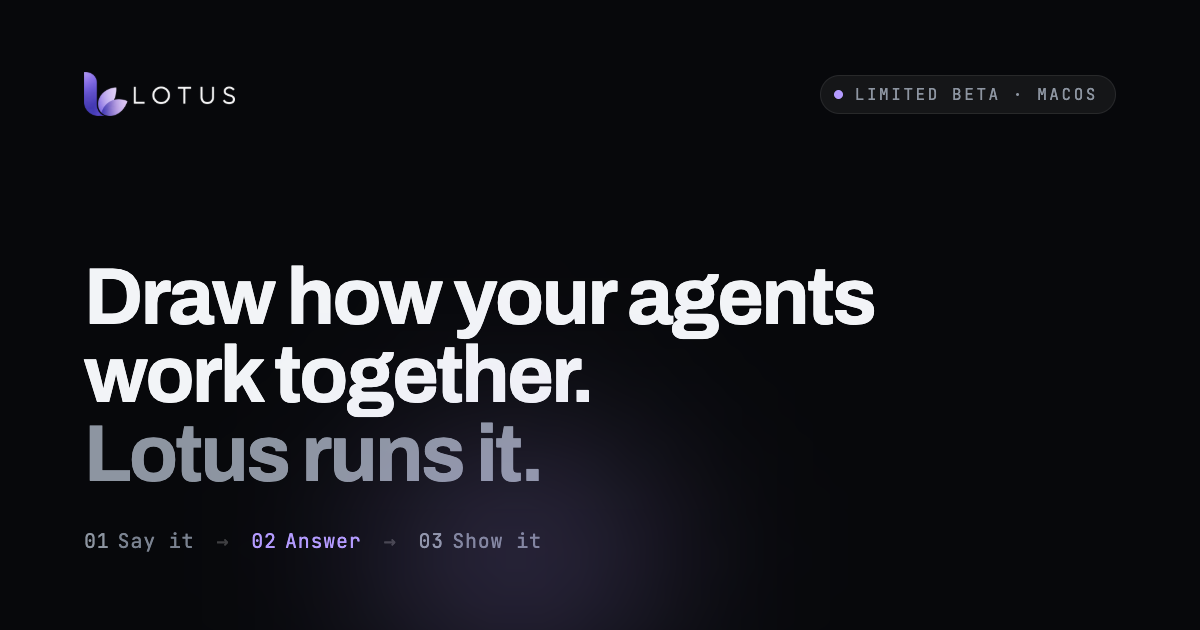 LOTUS
LIMITED BETA · MACOS
Draw how your agents
work together.
Lotus runs it.
01 Say it → 02 Answer → 03 Show it